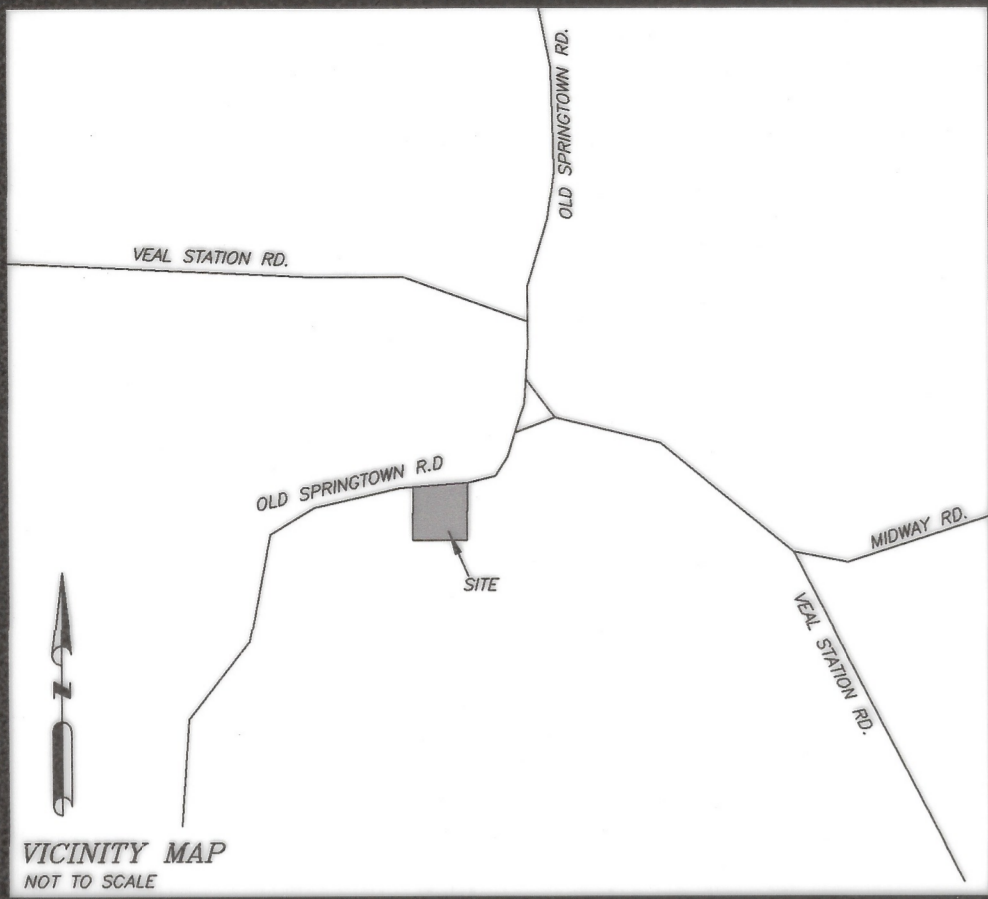 OLD SPRINGTOWN RD.
VEAL STATION RD.
OLD SPRINGTOWN R.D
MIDWAY RD.
SITE
VEAL STATION RD.
N
VICINITY MAP
NOT TO SCALE